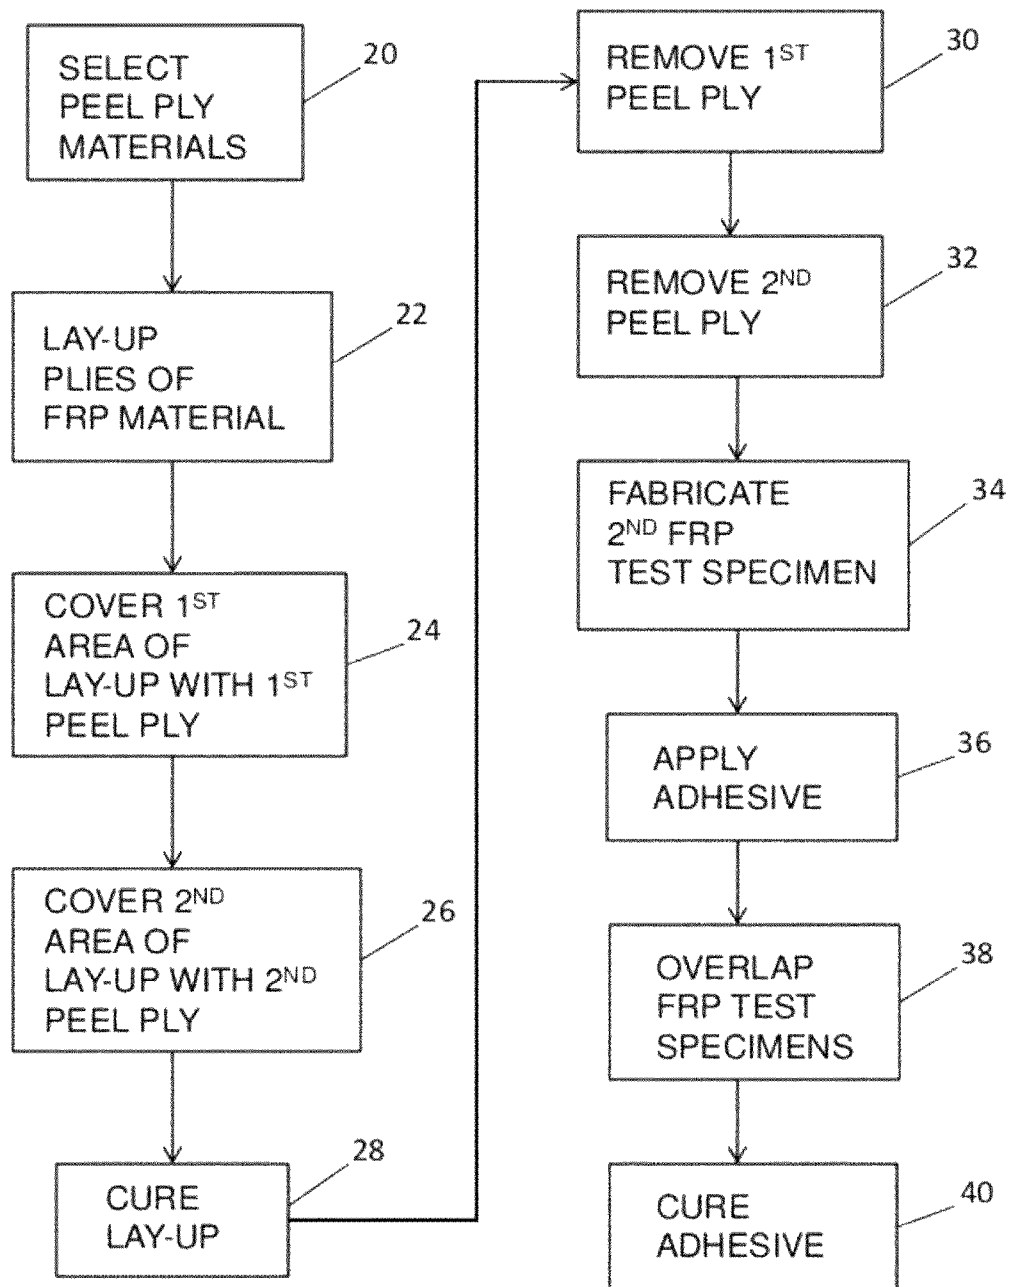 SELECT
PEEL PLY
MATERIALS
20
LAY-UP
PLIES OF
FRP MATERIAL
22
COVER 1ST
AREA OF
LAY-UP WITH 1ST
PEEL PLY
24
COVER 2ND
AREA OF
LAY-UP WITH 2ND
PEEL PLY
26
CURE
LAY-UP
28
REMOVE 1ST
PEEL PLY
30
REMOVE 2ND
PEEL PLY
32
FABRICATE
2ND FRP
TEST SPECIMEN
34
APPLY
ADHESIVE
36
OVERLAP
FRP TEST
SPECIMENS
38
CURE
ADHESIVE
40